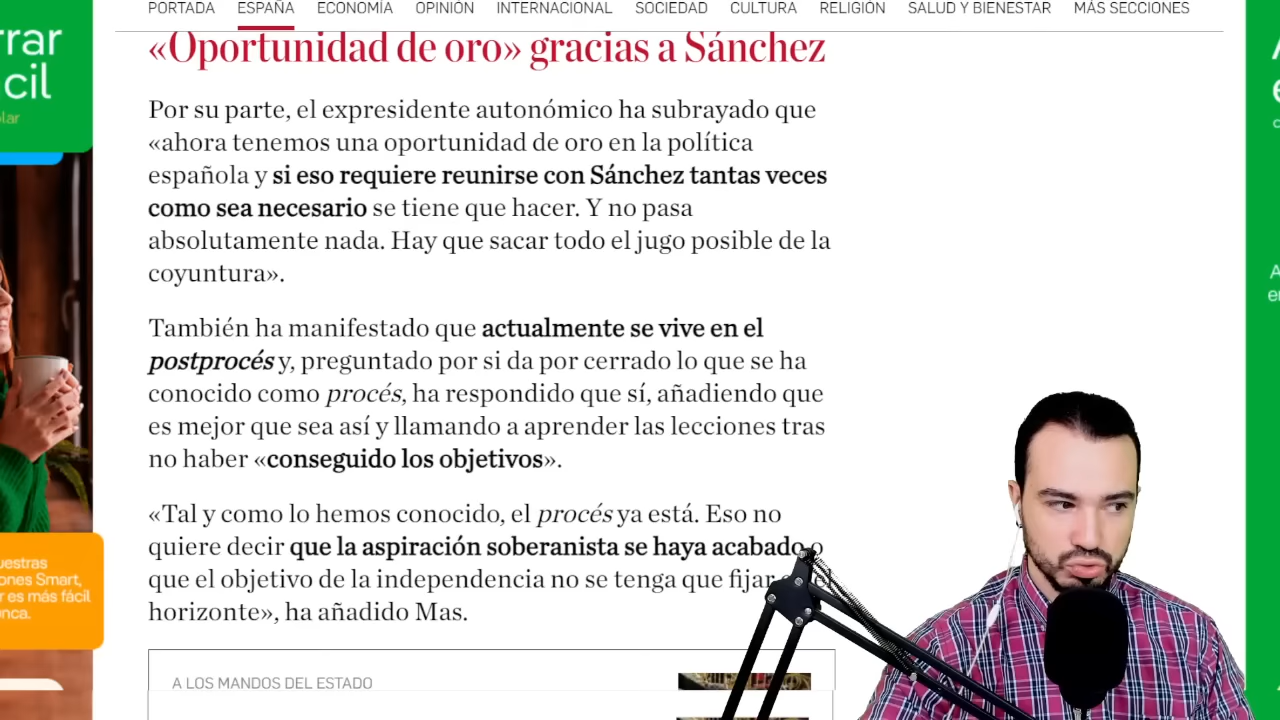 PORTADA ESPAÑA ECONOMÍA OPINIÓN INTERNACIONAL SOCIEDAD CULTURA RELIGIÓN SALUD Y BIENESTAR MÁS SECCIONES
«Oportunidad de oro» gracias a Sánchez
Por su parte, el expresidente autonómico ha subrayado que
«ahora tenemos una oportunidad de oro en la política
española y si eso requiere reunirse con Sánchez tantas veces
como sea necesario se tiene que hacer. Y no pasa
absolutamente nada. Hay que sacar todo el jugo posible de la
coyuntura».
También ha manifestado que actualmente se vive en el
postprocés y, preguntado por si da por cerrado lo que se ha
conocido como procés, ha respondido que sí, añadiendo que
es mejor que sea así y llamando a aprender las lecciones tras
no haber «conseguido los objetivos».
«Tal y como lo hemos conocido, el procés ya está. Eso no
quiere decir que la aspiración soberanista se haya acabado o
que el objetivo de la independencia no se tenga que fijar
horizonte», ha añadido Mas.
A LOS MANDOS DEL ESTADO
rrar
cil
lar
uestras
ones Smart,
r es más fácil
nca.